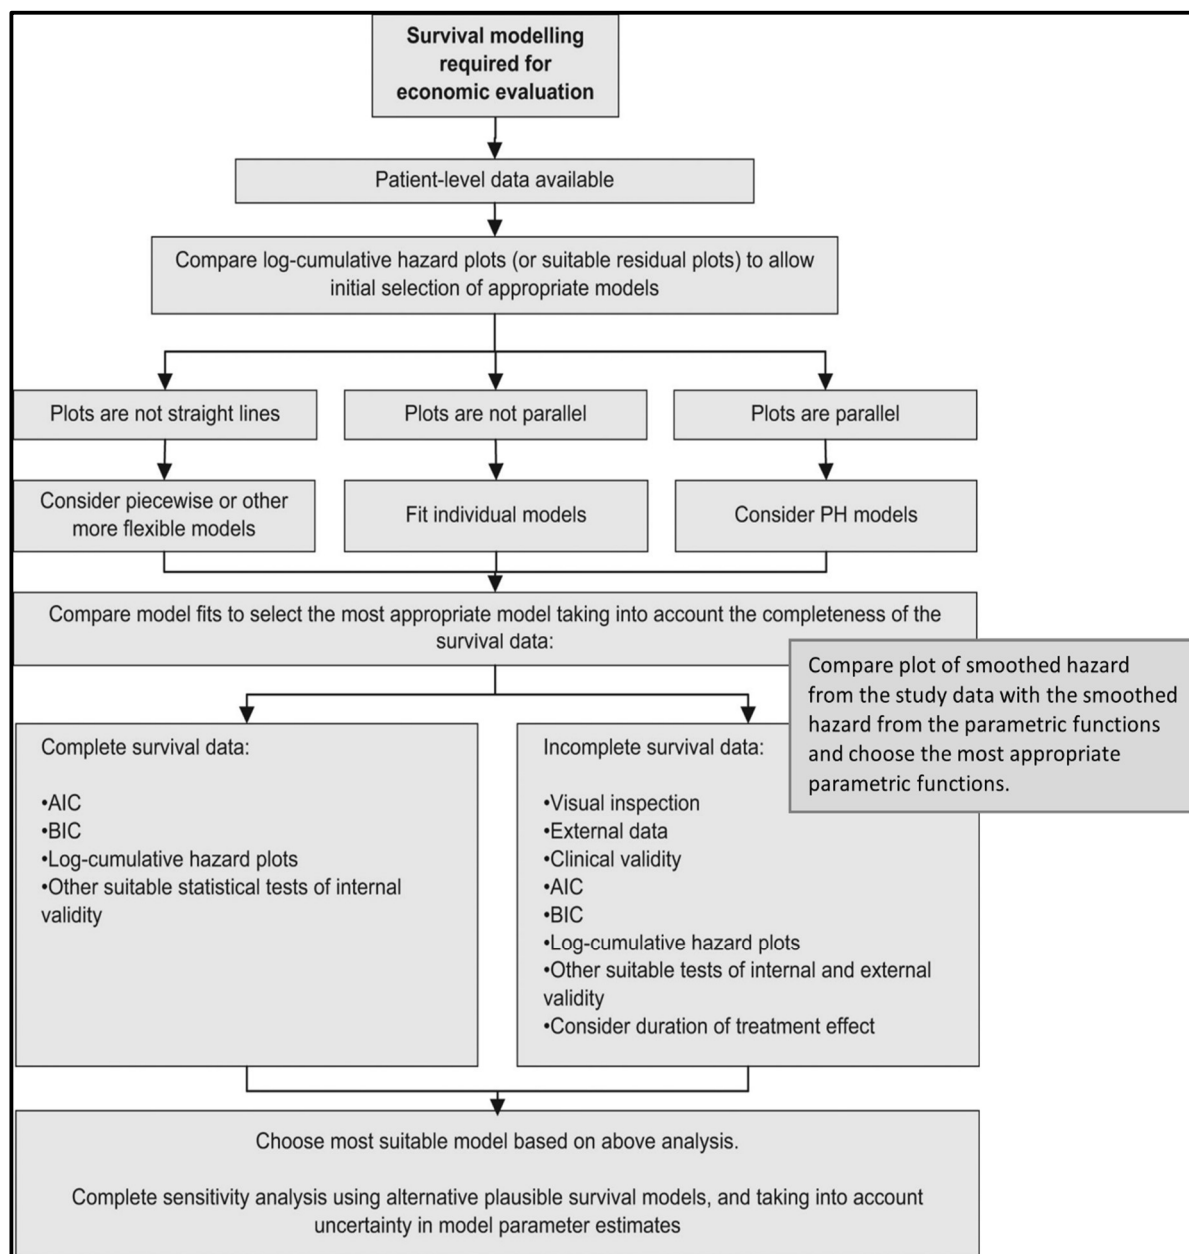 Survival modelling
required for
economic evaluation
Patient-level data available
Compare log-cumulative hazard plots (or suitable residual plots) to allow
initial selection of appropriate models
Plots are not straight lines
Plots are not parallel
Plots are parallel
Consider piecewise or other
more flexible models
Fit individual models
Consider PH models
Compare model fits to select the most appropriate model taking into account the completeness of the
survival data:
Compare plot of smoothed hazard
from the study data with the smoothed
hazard from the parametric functions
and choose the most appropriate
parametric functions.
Complete survival data:
•AIC
•BIC
•Log-cumulative hazard plots
•Other suitable statistical tests of internal
validity
Incomplete survival data:
•Visual inspection
•External data
•Clinical validity
•AIC
•BIC
•Log-cumulative hazard plots
•Other suitable tests of internal and external
validity
•Consider duration of treatment effect
Choose most suitable model based on above analysis.
Complete sensitivity analysis using alternative plausible survival models, and taking into account
uncertainty in model parameter estimates